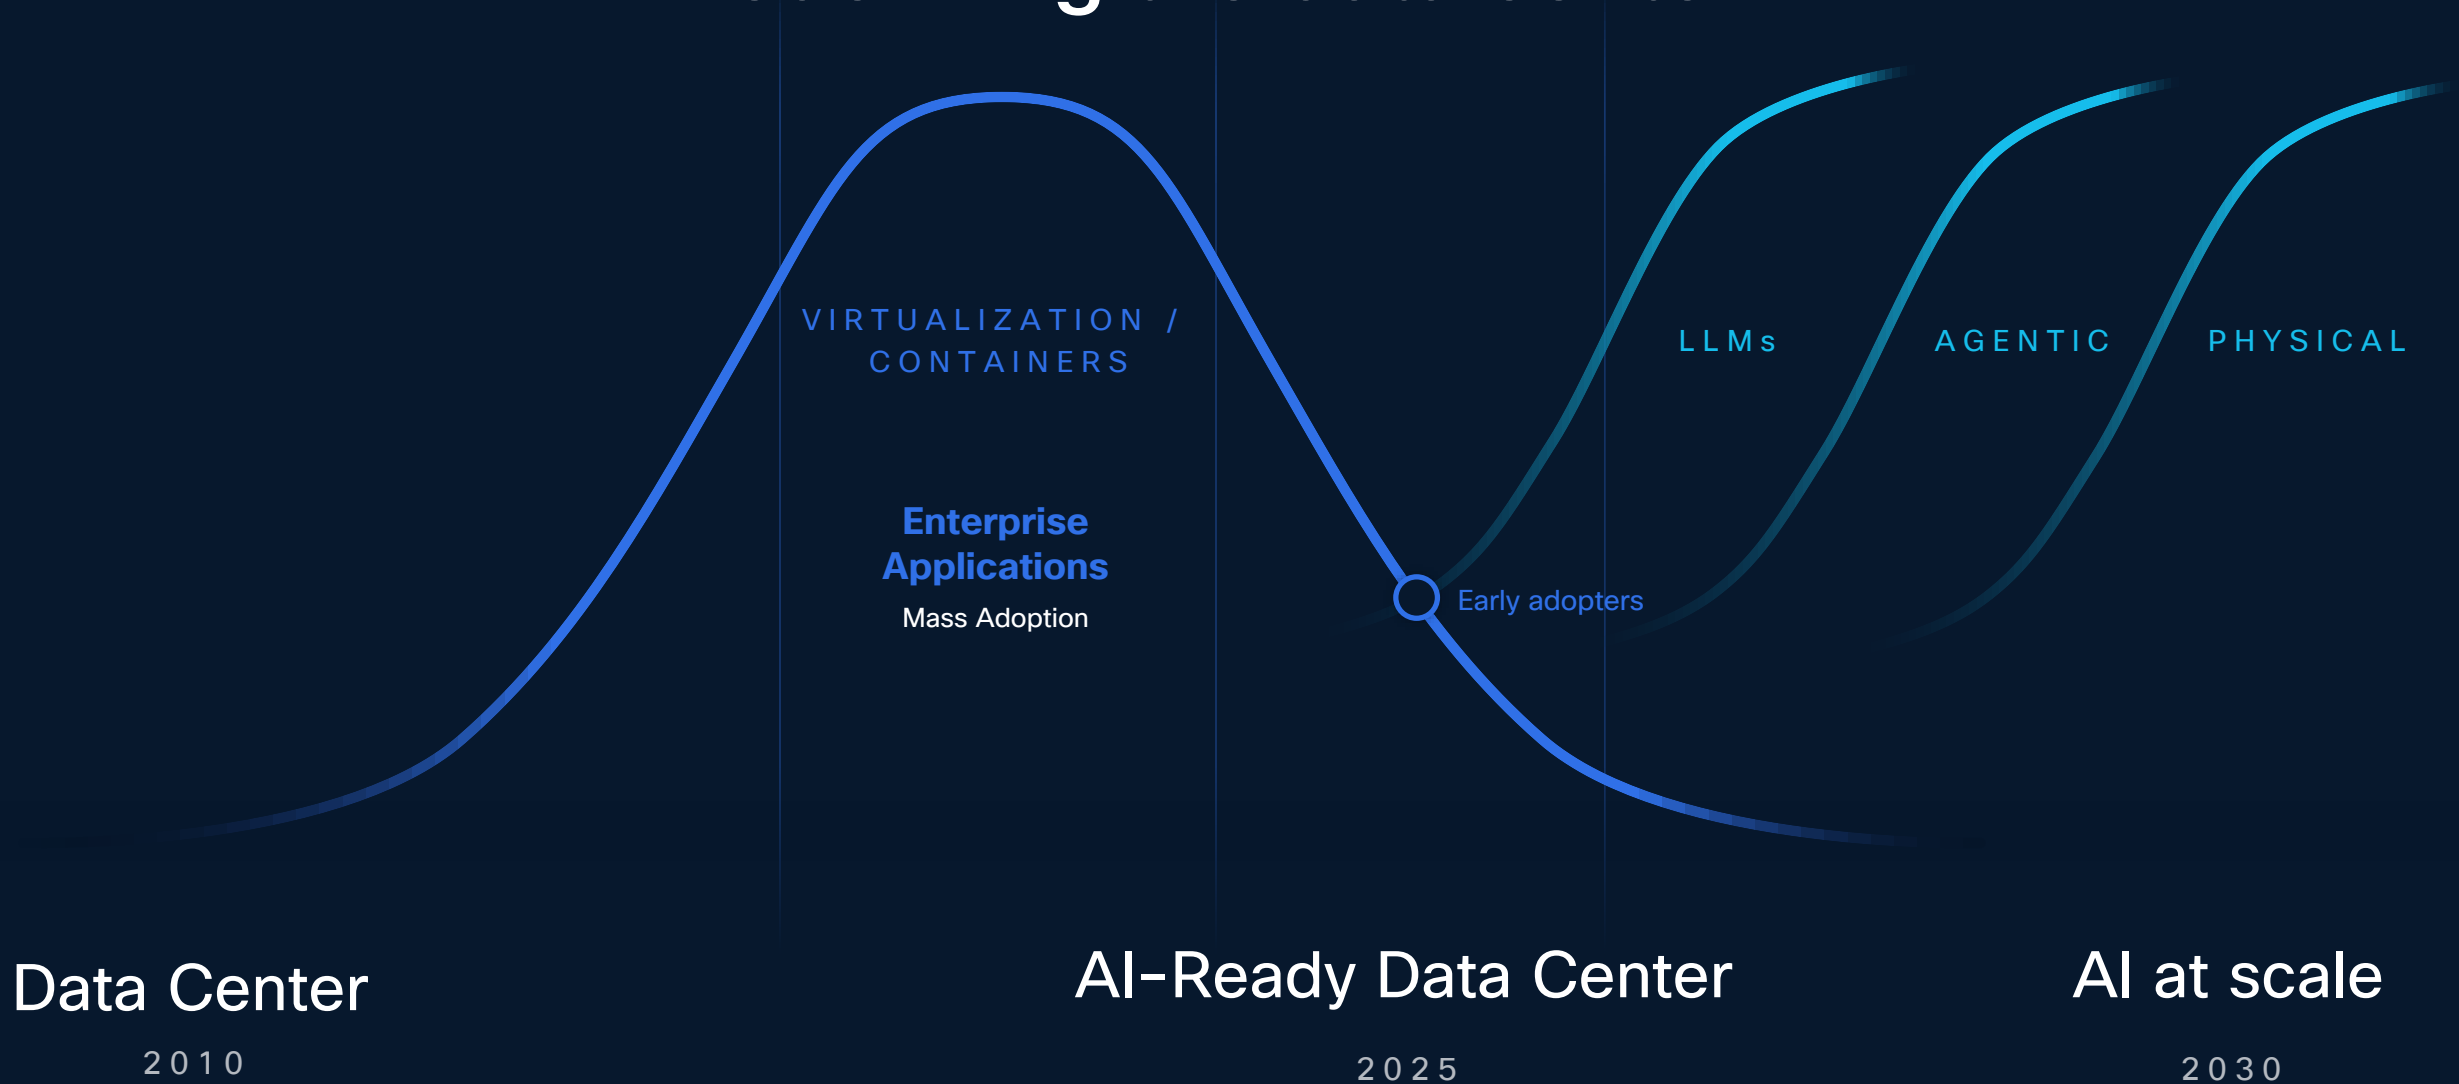 VIRTUALIZATION /
CONTAINERS
Enterprise
Applications
Mass Adoption
LLMs
AGENTIC
PHYSICAL
Early adopters
Data Center
AI-Ready Data Center
AI at scale
2010
2025
2030